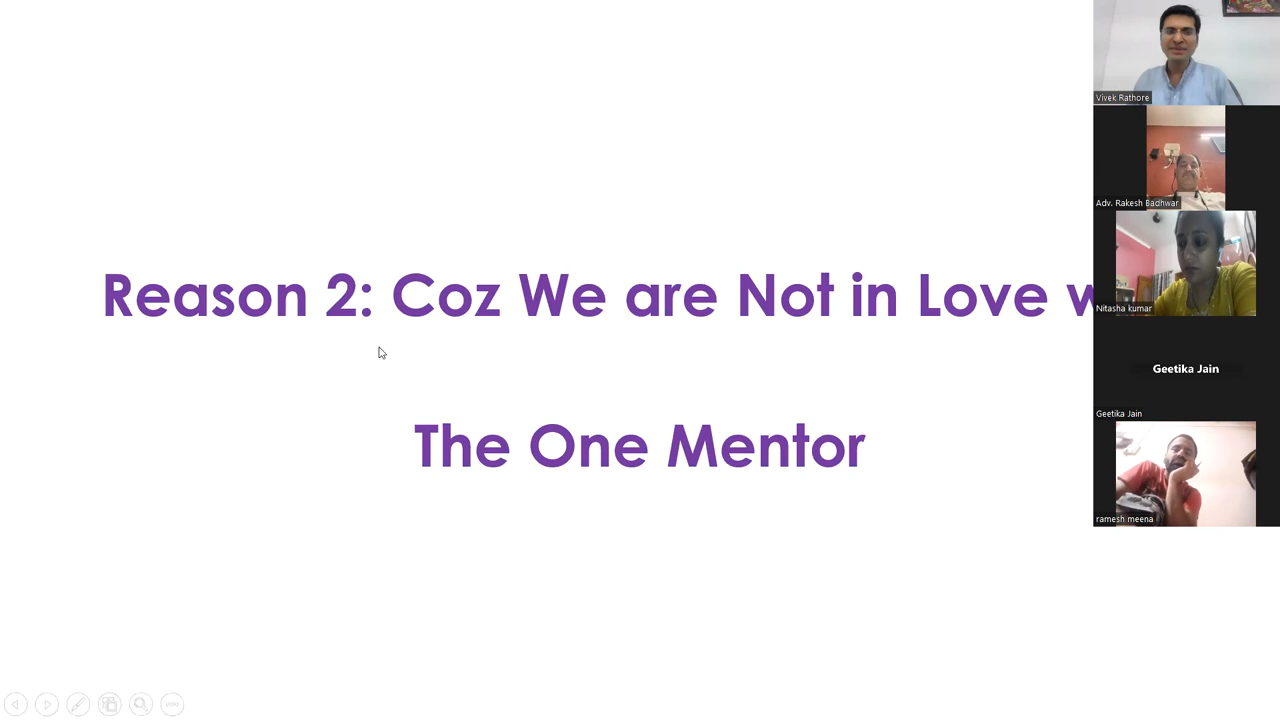 Reason 2: Coz We are Not in Love
The One Mentor
Vivek Rathore
Adv. Rakesh Badhwar
Nitasha kumar
Geetika Jain
Geetika Jain
ramesh meena